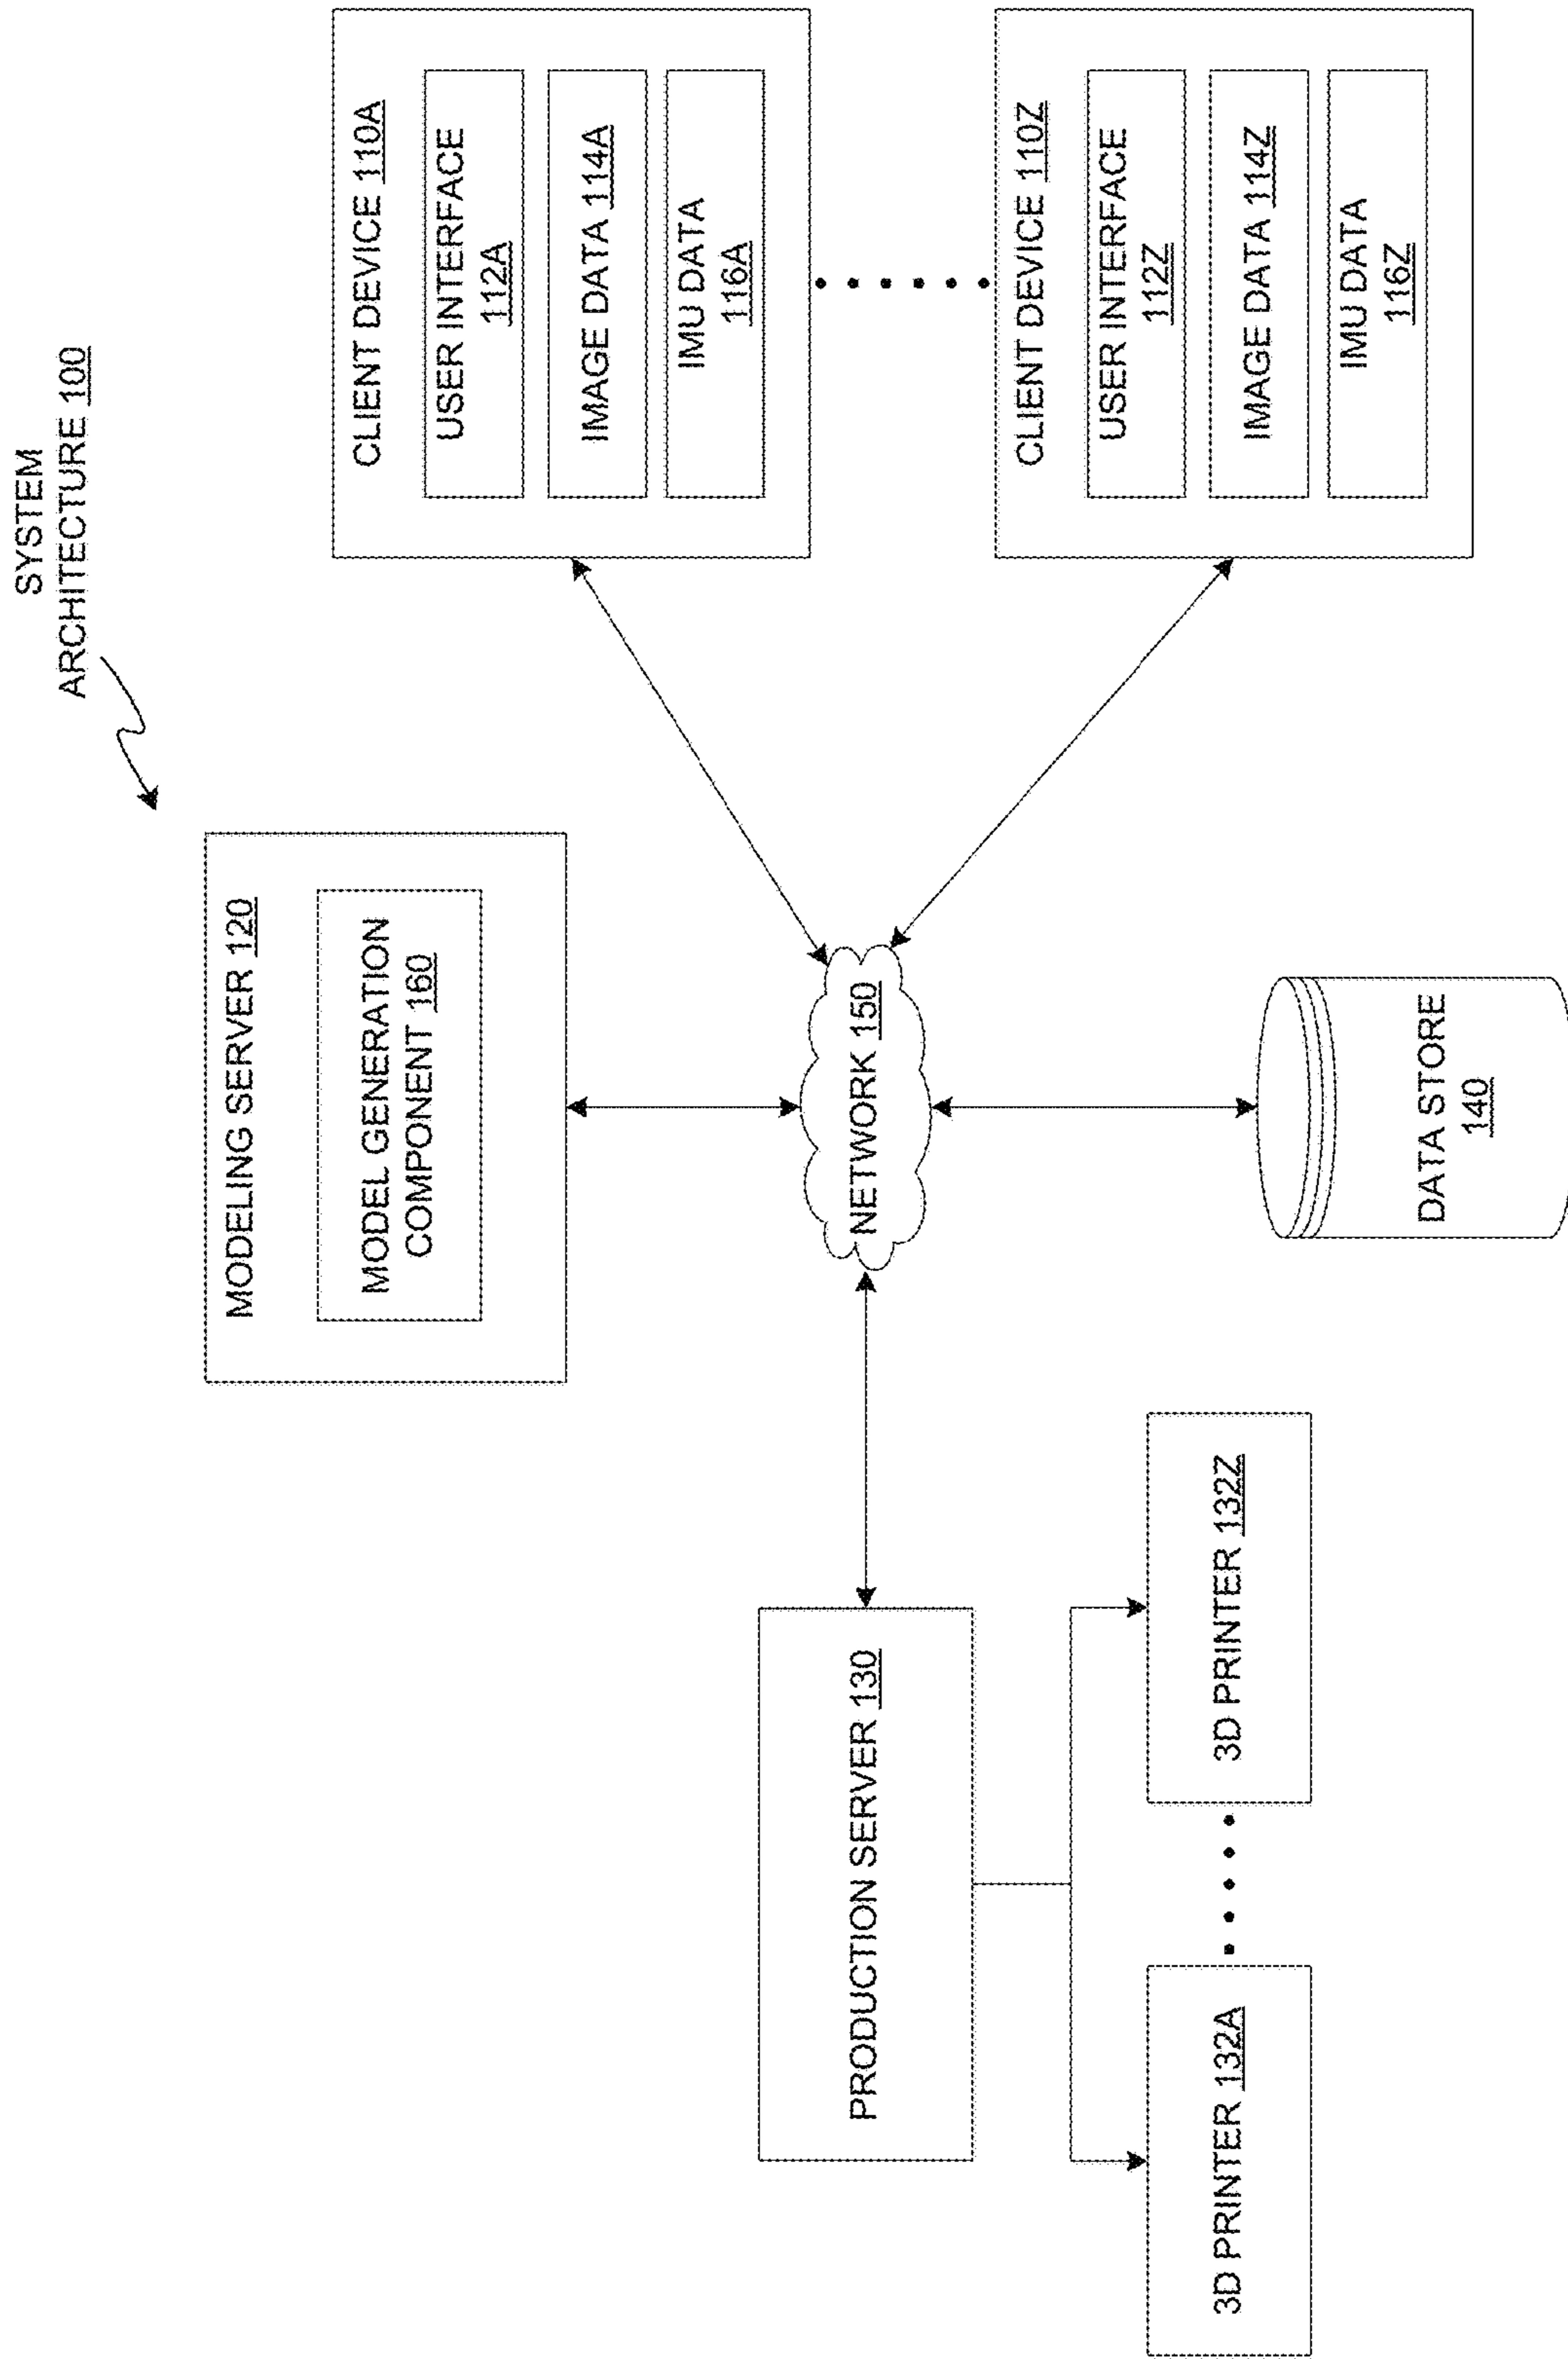 SYSTEM
ARCHITECTURE 100
MODELING SERVER 120
MODEL GENERATION
COMPONENT 160
CLIENT DEVICE 110A
USER INTERFACE
112A
IMAGE DATA 114A
IMU DATA
116A
PRODUCTION SERVER 130
NETWORK 150
CLIENT DEVICE 110Z
USER INTERFACE
112Z
IMAGE DATA 114Z
IMU DATA
116Z
3D PRINTER 132A
3D PRINTER 132Z
DATA STORE
140